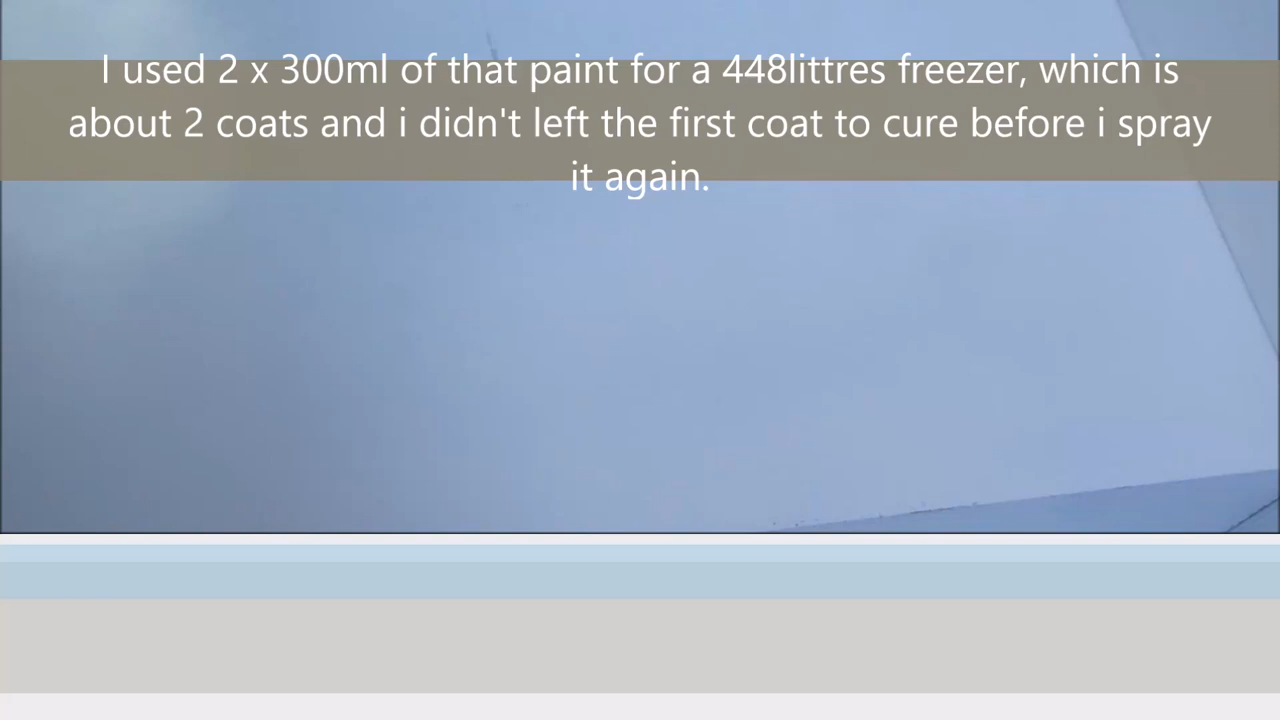 I used 2 x 300ml of that paint for a 448littres freezer, which is
about 2 coats and i didn't left the first coat to cure before i spray
it again.